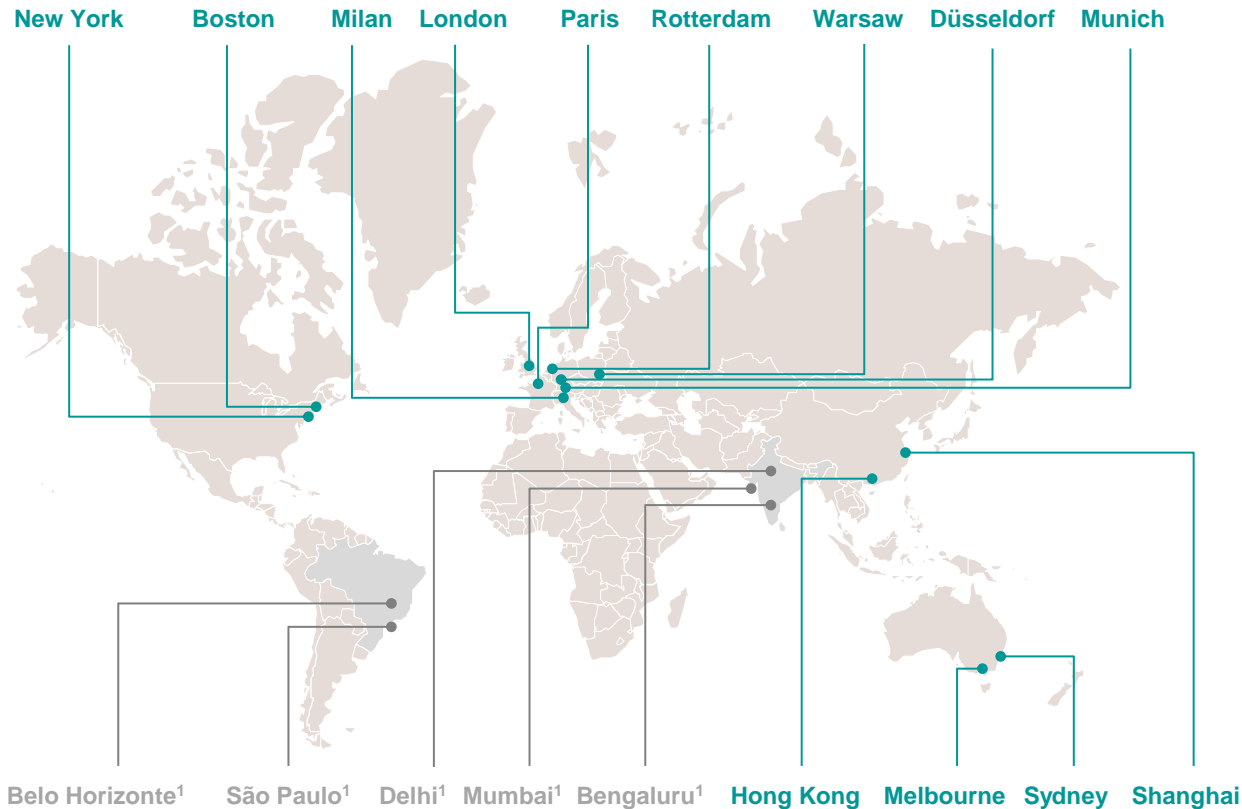 New York Boston Milan London Paris Rotterdam Warsaw Düsseldorf Munich
Belo Horizonte¹ São Paulo¹ Delhi¹ Mumbai¹ Bengaluru¹ Hong Kong Melbourne Sydney Shanghai